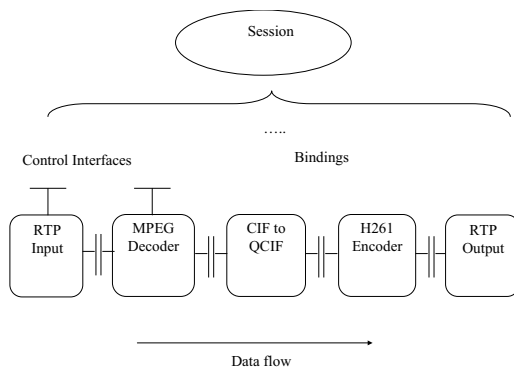 Session
…..
Control Interfaces
Bindings
RTP
Input
MPEG
Decoder
CIF to
QCIF
H261
Encoder
RTP
Output
Data flow